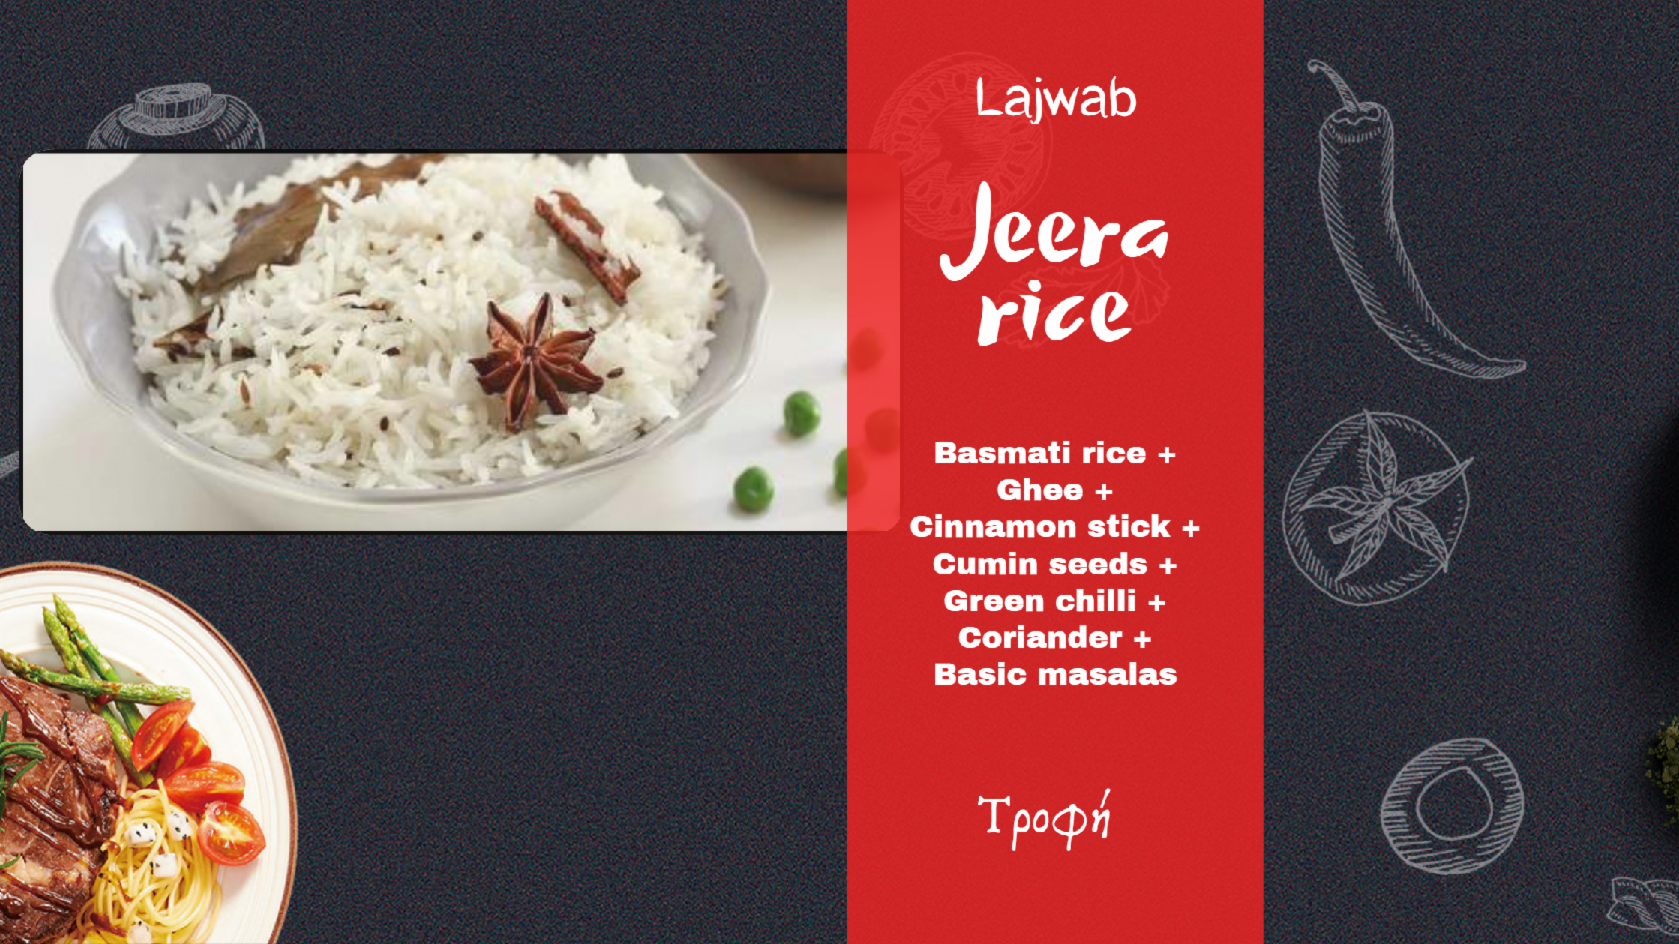 Lajwab
Jeera
rice
Basmati rice +
Ghee +
Cinnamon stick +
Cumin seeds +
Green chilli +
Coriander +
Basic masalas
Τροφή